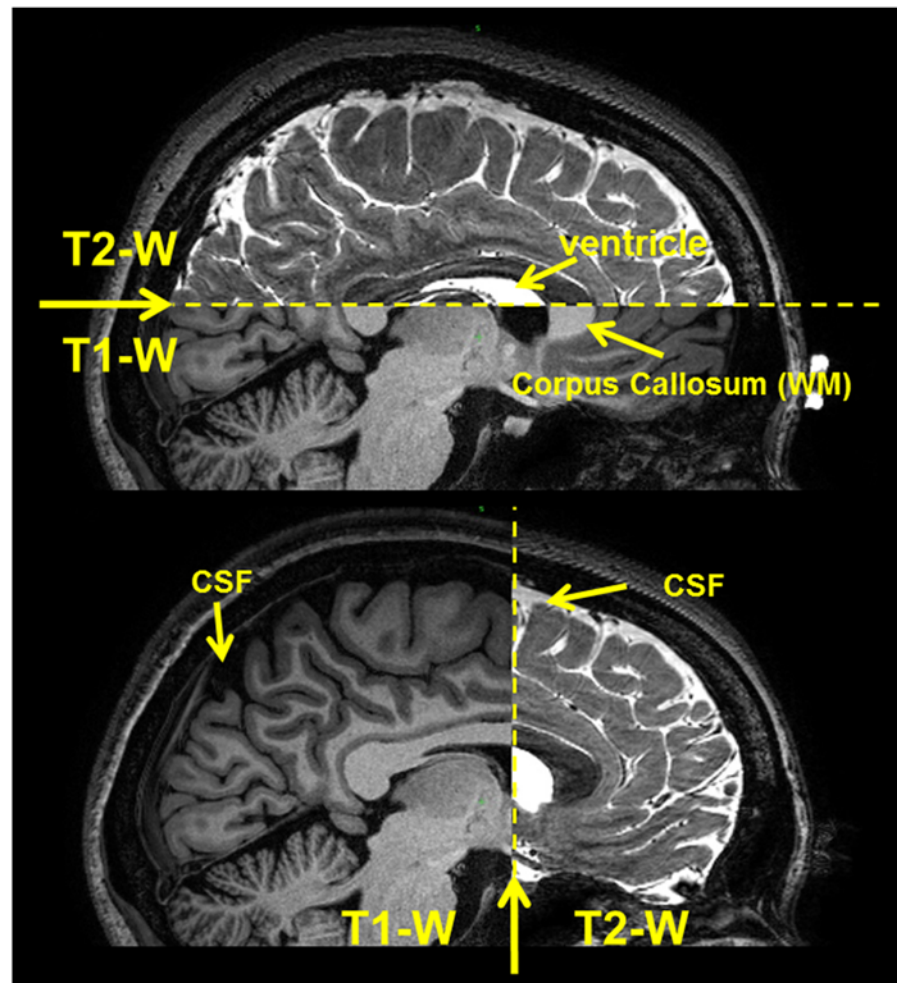 s
T2-W
ventricle
T1-W
Corpus Callosum (WM)
s
CSF
CSF
T1-W
T2-W